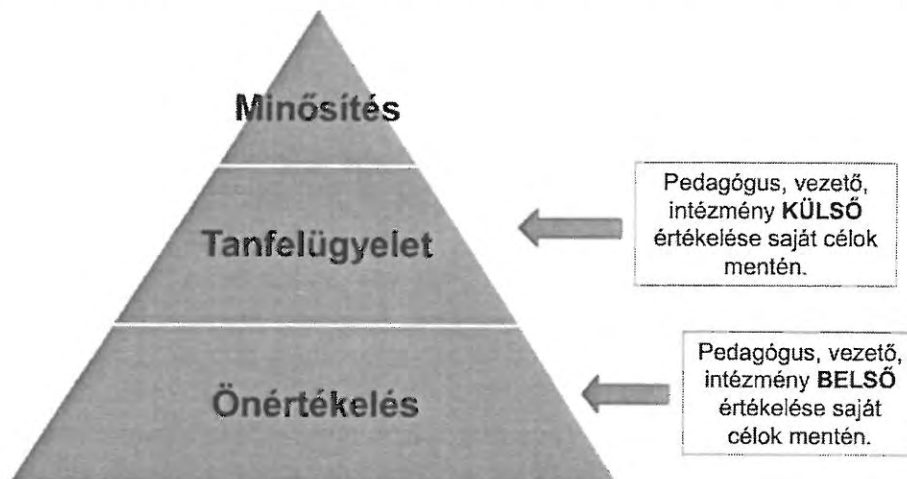 Minősítés
Tanfelügyelet
Pedagógus, vezető,
intézmény KÜLSŐ
értékelése saját célok
mentén.
Önértékelés
Pedagógus, vezető,
intézmény BELSŐ
értékelése saját
célok mentén.